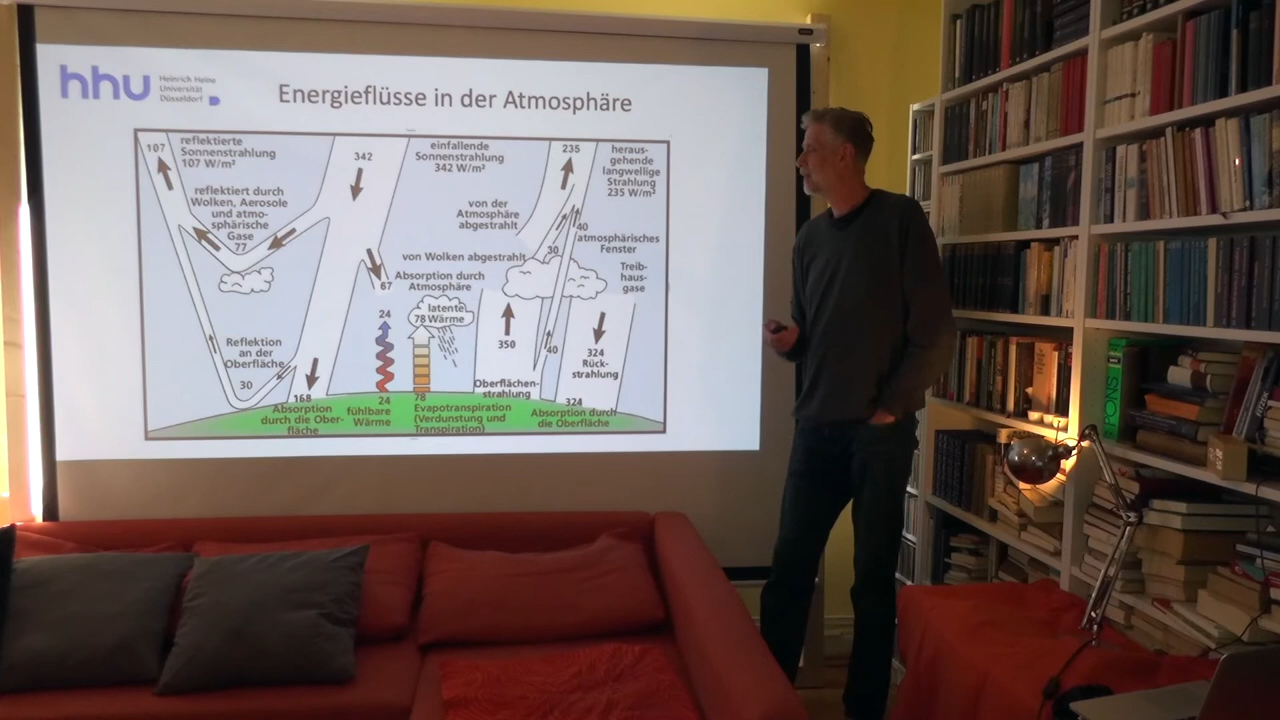 hhu
Heinrich Heine
Universität
Düsseldorf
Energieflüsse in der Atmosphäre
107
reflektierte
Sonnenstrahlung
107 W/m²
342
einfallende
Sonnenstrahlung
342 W/m²
235
heraus-
gehende
langwellige
Strahlung
235 W/m²
reflektiert durch
Wolken, Aerosole
und atmo-
sphärische
Gase
77
von der
Atmosphäre
abgestrahlt
40
atmosphärisches
Fenster
30
von Wolken abgestrahlt
Treib-
haus-
gase
67
Absorption durch
Atmosphäre
24
latente
78 Wärme
350
324
Rück-
strahlung
40
Reflektion
an der
Oberfläche
30
Oberflächen-
strahlung
168
Absorption
durch die Ober-
fläche
24
fühlbare
Wärme
78
Evapotranspiration
(Verdunstung und
Transpiration)
324
Absorption durch
die Oberfläche
PONS